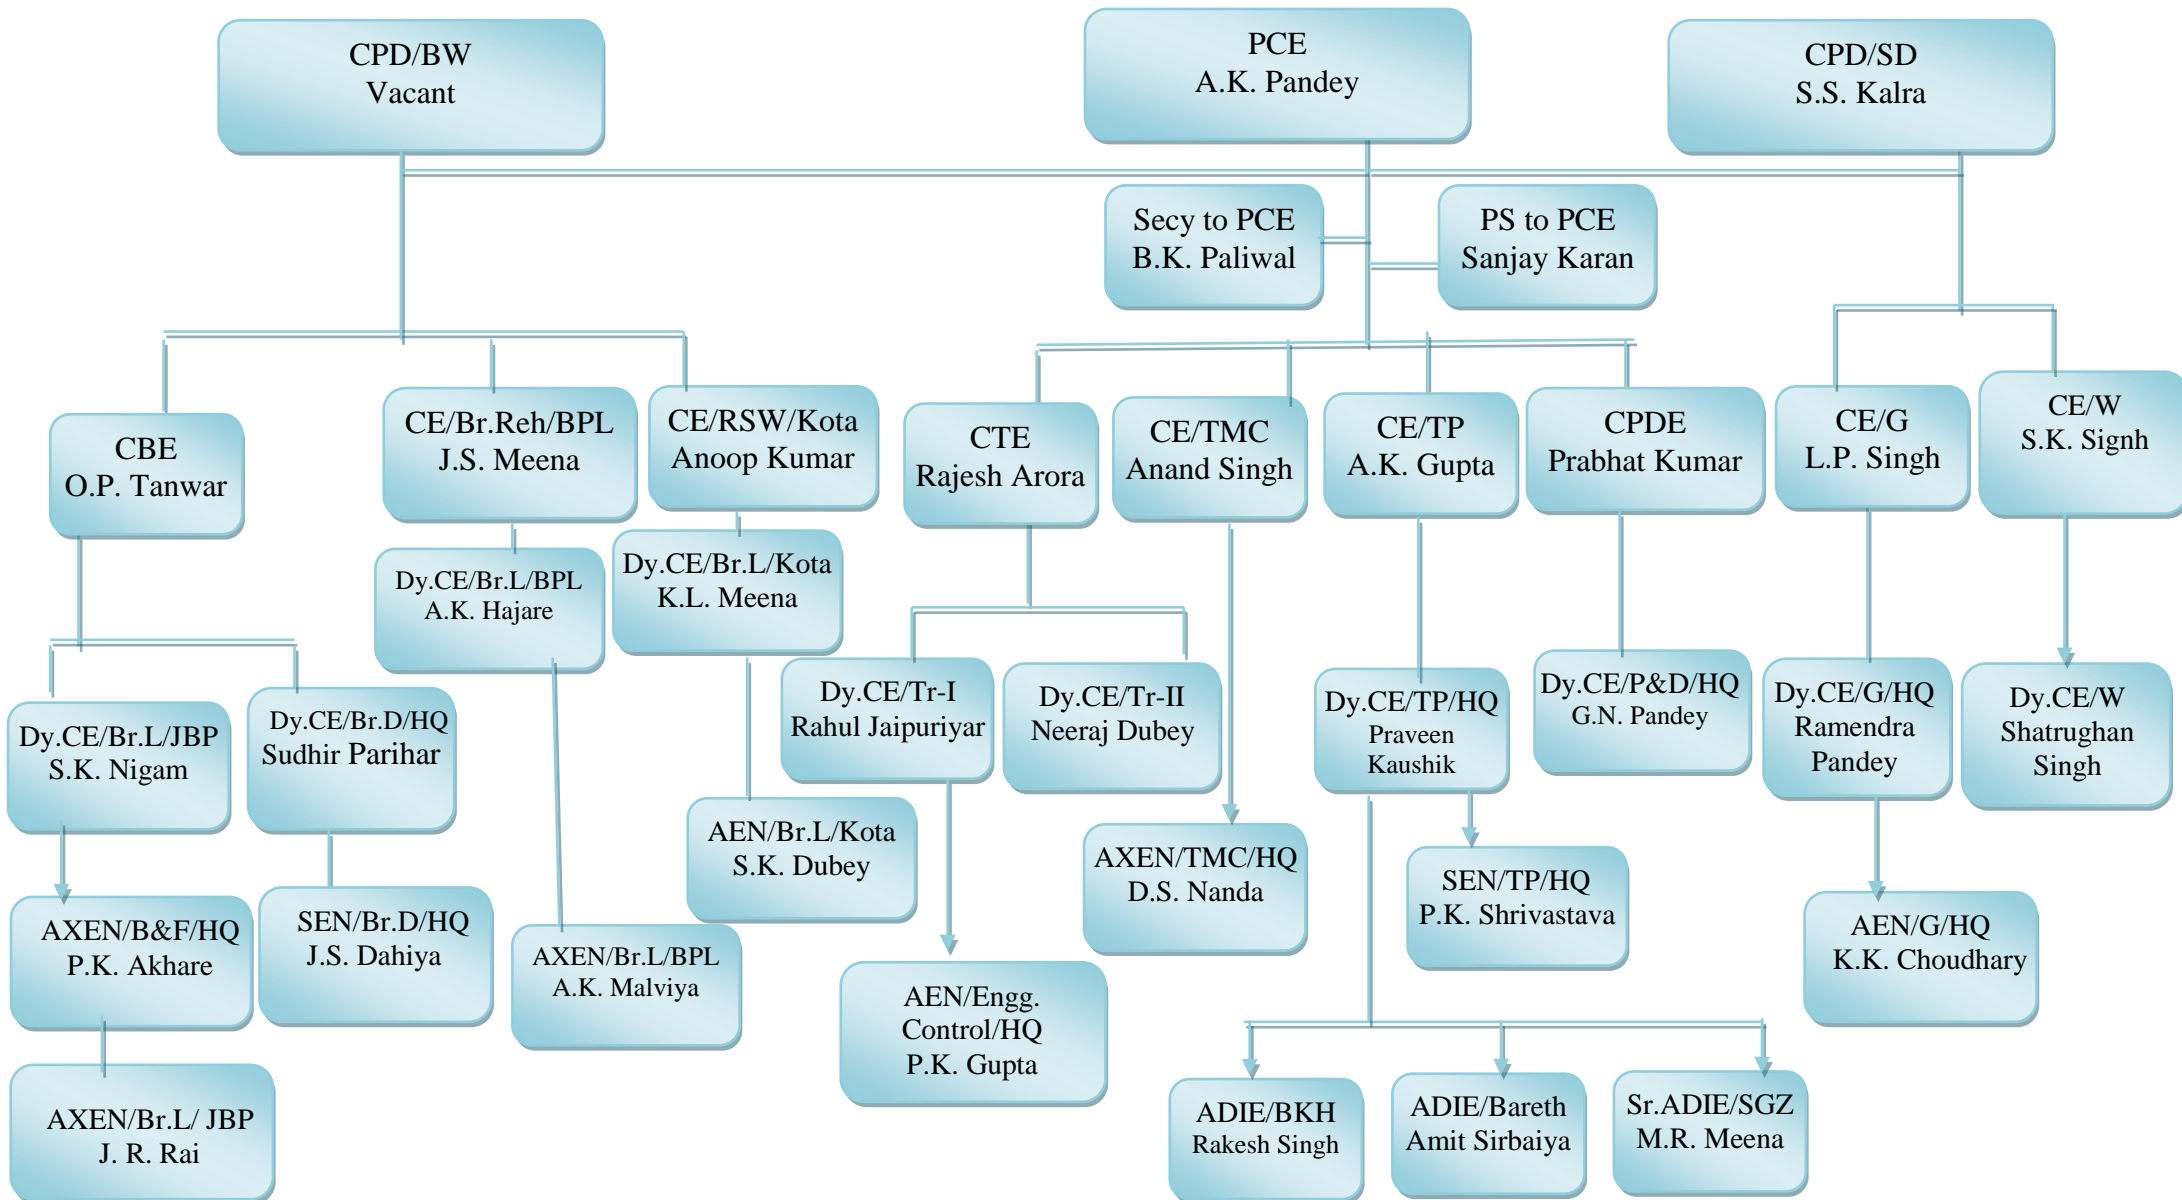 CPD/BW
Vacant
PCE
A.K. Pandey
CPD/SD
S.S. Kalra
Secy to PCE
B.K. Paliwal
PS to PCE
Sanjay Karan
CBE
O.P. Tanwar
CE/Br.Reh/BPL
J.S. Meena
CE/RSW/Kota
Anoop Kumar
CTE
Rajesh Arora
CE/TMC
Anand Singh
CE/TP
A.K. Gupta
CPDE
Prabhat Kumar
CE/G
L.P. Singh
CE/W
S.K. Signh
Dy.CE/Br.L/BPL
A.K. Hajare
Dy.CE/Br.L/Kota
K.L. Meena
Dy.CE/Br.L/JBP
S.K. Nigam
Dy.CE/Br.D/HQ
Sudhir Parihar
Dy.CE/Tr-I
Rahul Jaipuriyar
Dy.CE/Tr-II
Neeraj Dubey
Dy.CE/TP/HQ
Praveen
Kaushik
Dy.CE/P&D/HQ
G.N. Pandey
Dy.CE/G/HQ
Ramendra
Pandey
Dy.CE/W
Shatrughan
Singh
AEN/Br.L/Kota
S.K. Dubey
AXEN/TMC/HQ
D.S. Nanda
SEN/TP/HQ
P.K. Shrivastava
AXEN/B&F/HQ
P.K. Akhare
SEN/Br.D/HQ
J.S. Dahiya
AXEN/Br.L/BPL
A.K. Malviya
AEN/Engg.
Control/HQ
P.K. Gupta
AEN/G/HQ
K.K. Choudhary
AXEN/Br.L/ JBP
J. R. Rai
ADIE/BKH
Rakesh Singh
ADIE/Bareth
Amit Sirbaiya
Sr.ADIE/SGZ
M.R. Meena